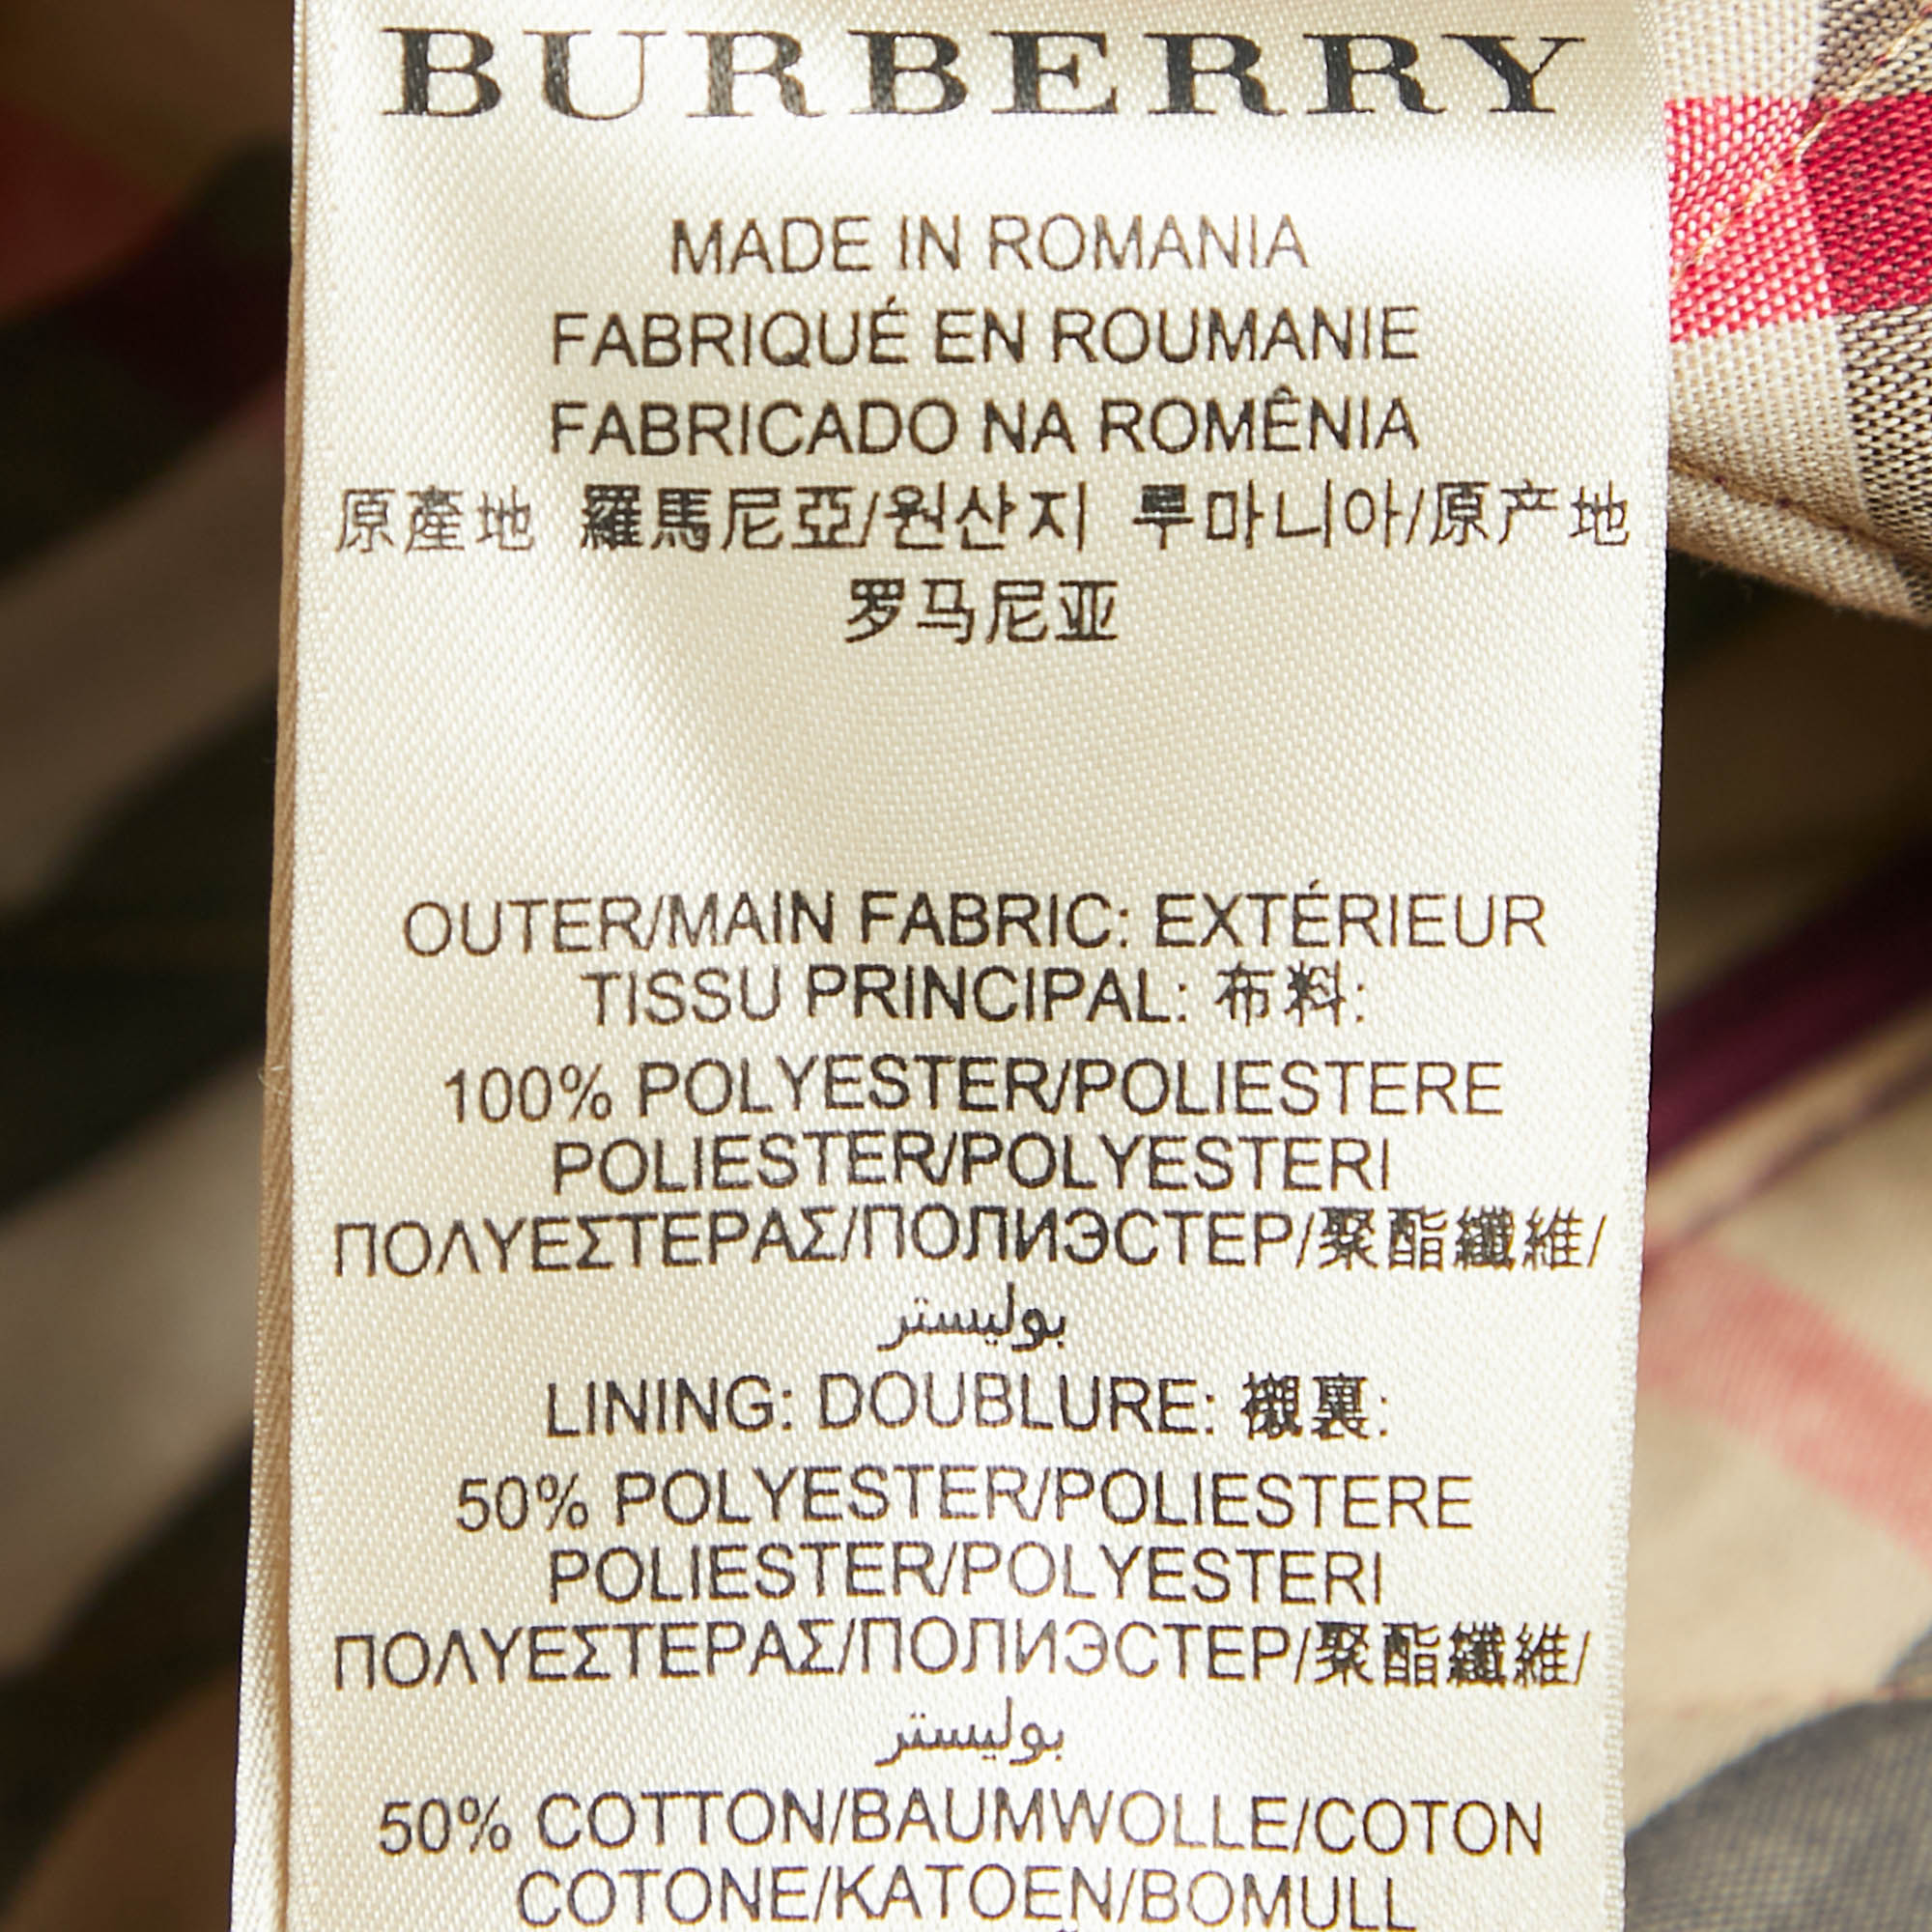 BURBERRY
MADE IN ROMANIA
FABRIQUÉ EN ROUMANIE
FABRICADO NA ROMÊNIA
原產地 羅馬尼亞/원산지 루마니아/原产地
罗马尼亚
OUTER/MAIN FABRIC: EXTÉRIEUR
TISSU PRINCIPAL: 布料:
100% POLYESTER/POLIESTERE
POLIESTER/POLYESTERI
ΠΟΛΥΕΣΤΕΡΑΣ/ПОЛИЭСТЕР/聚酯纖維/
بوليستر
LINING: DOUBLURE: 襯裏:
50% POLYESTER/POLIESTERE
POLIESTER/POLYESTERI
ΠΟΛΥΕΣΤΕΡΑΣ/ПОЛИЭСТЕР/聚酯纖維/
بوليستر
50% COTTON/BAUMWOLLE/COTON
COTONE/KATOEN/BOMULL